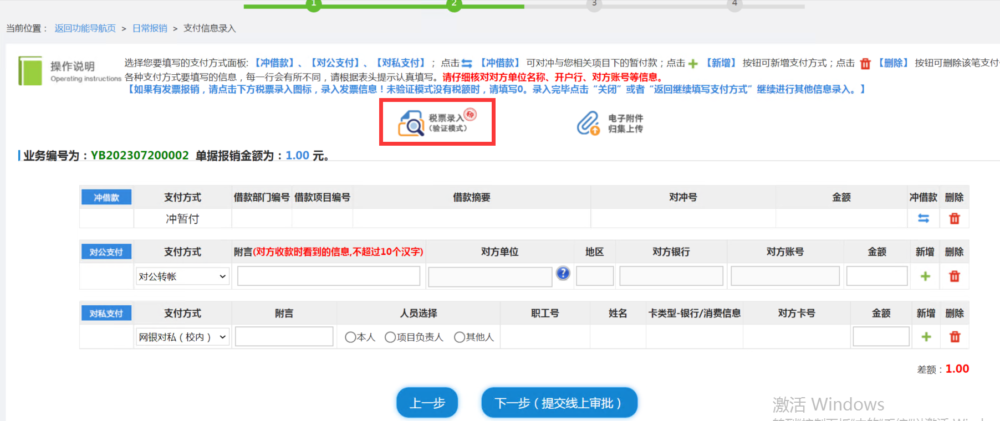 1 2 3 4
当前位置： 返回功能导航页 > 日常报销 > 支付信息录入
操作说明
Operating instructions
选择您要填写的支付方式面板:【冲借款】、【对公支付】、【对私支付】； 点击 【冲借款】 可对冲与您相关项目下的暂付款；点击 【新增】 按钮可新增支付方式；点击 【删除】 按钮可删除该笔支付
各种支付方式要填写的信息，每一行会有所不同，请根据表头提示认真填写。请仔细核对对方单位名称、开户行、对方账号等信息。
【如果有发票报销，请点击下方税票录入图标，录入发票信息！未验证模式没有税额时，请填写0。录入完毕点击“关闭”或者“返回继续填写支付方式”继续进行其他信息录入。】
税票录入 税
（验证模式）
电子附件
归集上传
业务编号为：YB202307200002 单据报销金额为：1.00 元。
冲借款 支付方式 借款部门编号 借款项目编号 借款摘要 对冲号 金额 冲借款 删除
冲暂付
对公支付 支付方式 附言(对方收款时看到的信息,不超过10个汉字) 对方单位 地区 对方银行 对方账号 金额 新增 删除
对公转帐 ?
对私支付 支付方式 附言 人员选择 职工号 姓名 卡类型-银行/消费信息 对方卡号 金额 新增 删除
网银对私（校内） 本人 项目负责人 其他人
差额：1.00
上一步 下一步（提交线上审批）
激活 Windows